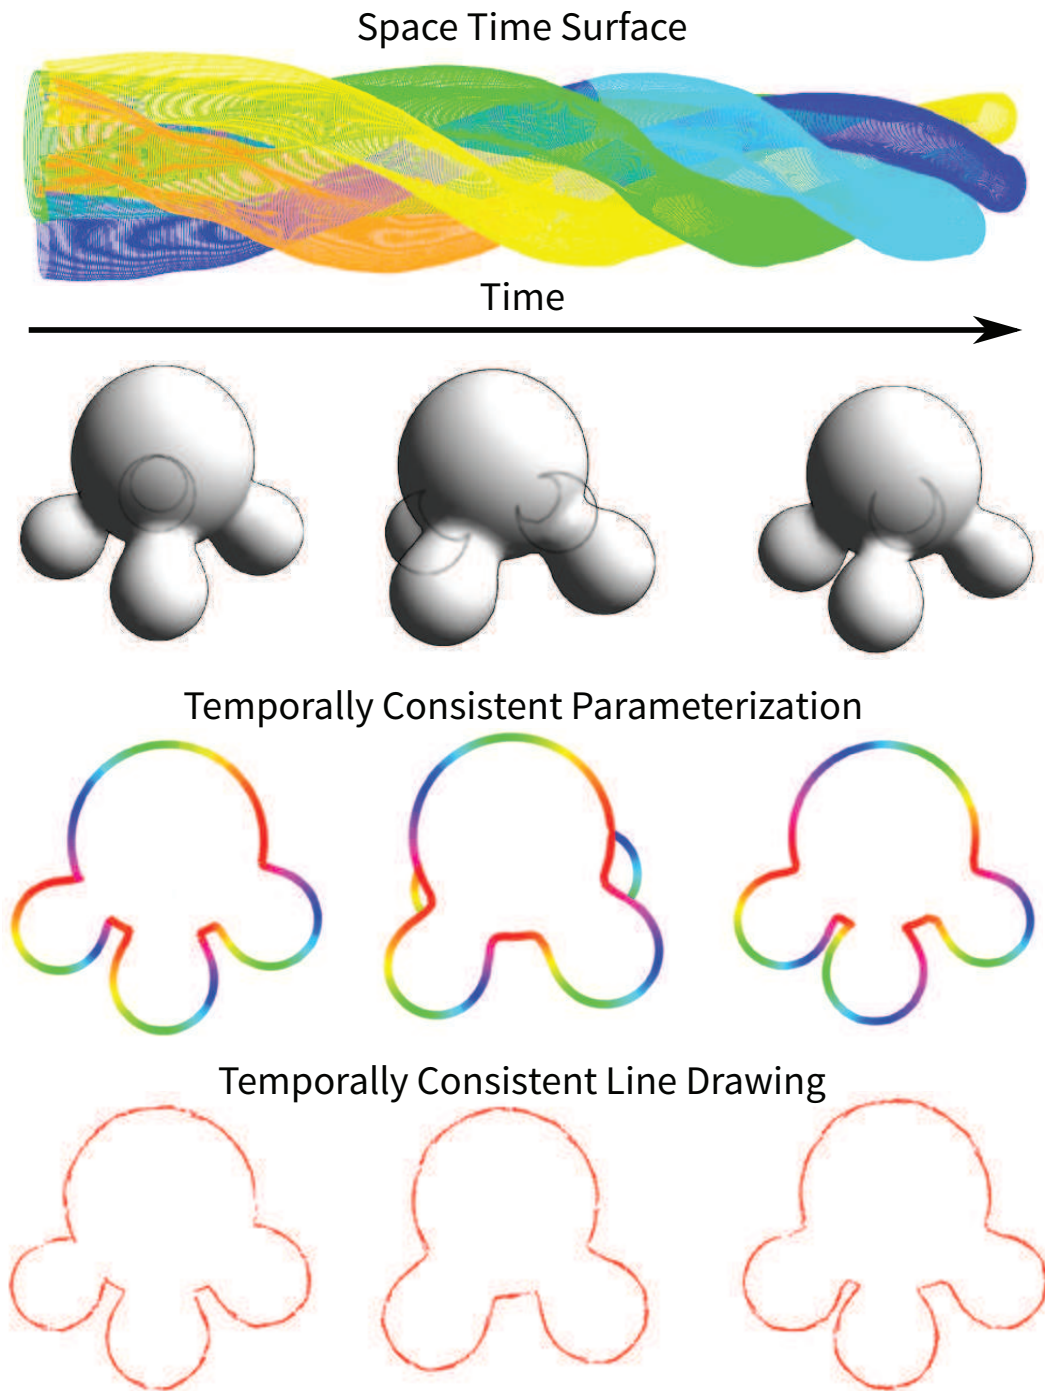 Space Time Surface
Time
Temporally Consistent Parameterization
Temporally Consistent Line Drawing